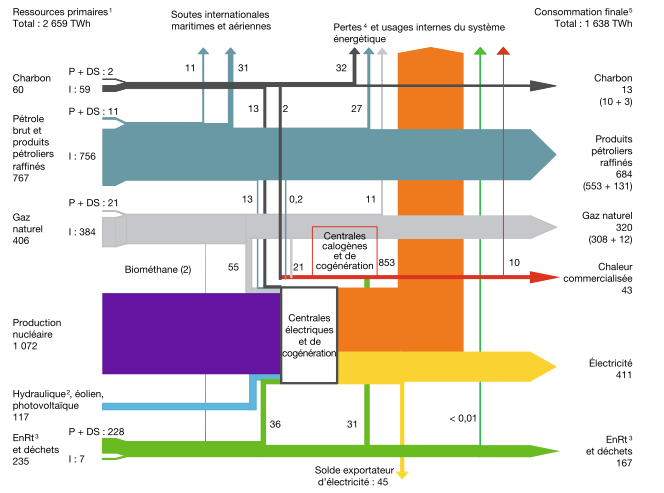 Ressources primaires¹
Total : 2 659 TWh
Soutes internationales
maritimes et aériennes
Pertes⁴ et usages internes du système
énergétique
Consommation finale⁵
Total : 1 638 TWh
Charbon
60
P + DS : 2
I : 59
11
31
32
Charbon
13
(10 + 3)
P + DS : 11
13
2
27
Pétrole
brut et
produits
pétroliers
raffinés
767
I : 756
Produits
pétroliers
raffinés
684
(553 + 131)
P + DS : 21
13
0,2
11
Gaz
naturel
406
I : 384
Gaz naturel
320
(308 + 12)
Centrales
calogènes
et de
cogénération
Biométhane (2)
55
21
853
10
Chaleur
commercialisée
43
Production
nucléaire
1 072
Centrales
électriques
et de
cogénération
Électricité
411
Hydraulique², éolien,
photovoltaïque
117
36
31
< 0,01
P + DS : 228
EnRt³
et déchets
235
I : 7
EnRt³
et déchets
167
Solde exportateur
d'électricité : 45